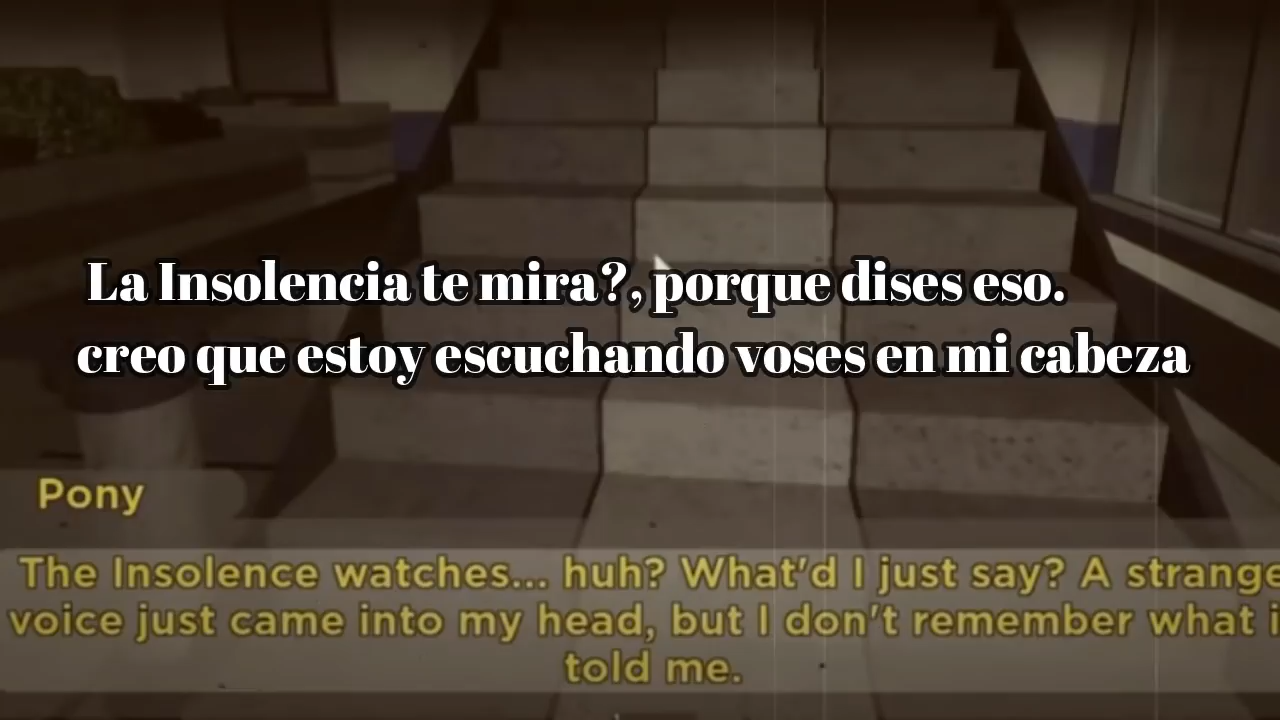 La Insolencia te mira?, porque dises eso.
creo que estoy escuchando voses en mi cabeza
Pony
The Insolence watches... huh? What'd I just say? A strange
voice just came into my head, but I don't remember what i
told me.